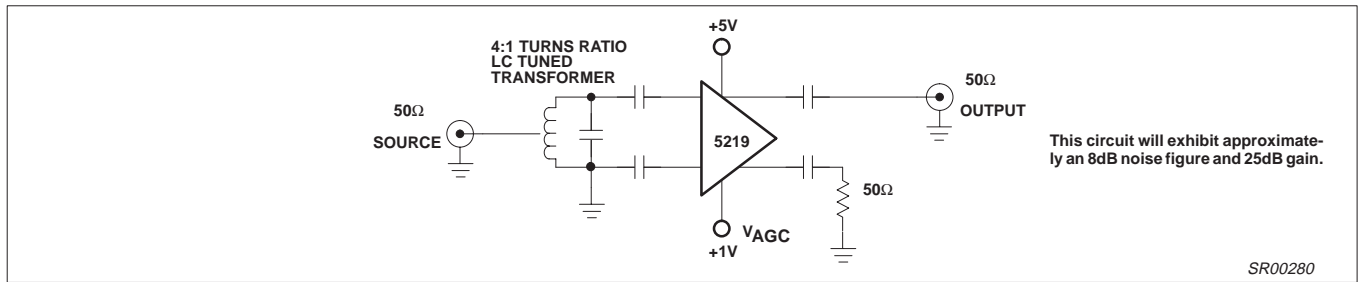 +5V
4:1 TURNS RATIO
LC TUNED
TRANSFORMER
50Ω
SOURCE
5219
50Ω
OUTPUT
This circuit will exhibit approximate-
ly an 8dB noise figure and 25dB gain.
50Ω
VAGC
+1V
SR00280